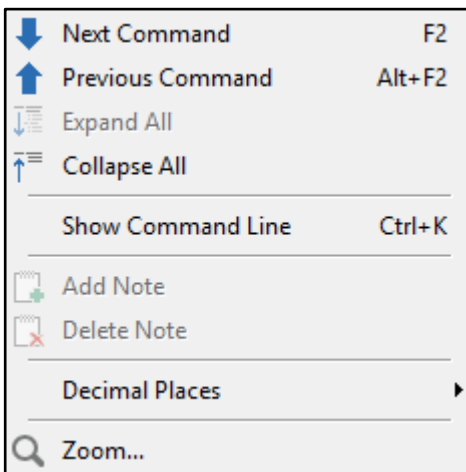 Next Command F2
Previous Command Alt+F2
Expand All
Collapse All
Show Command Line Ctrl+K
Add Note
Delete Note
Decimal Places
Zoom...